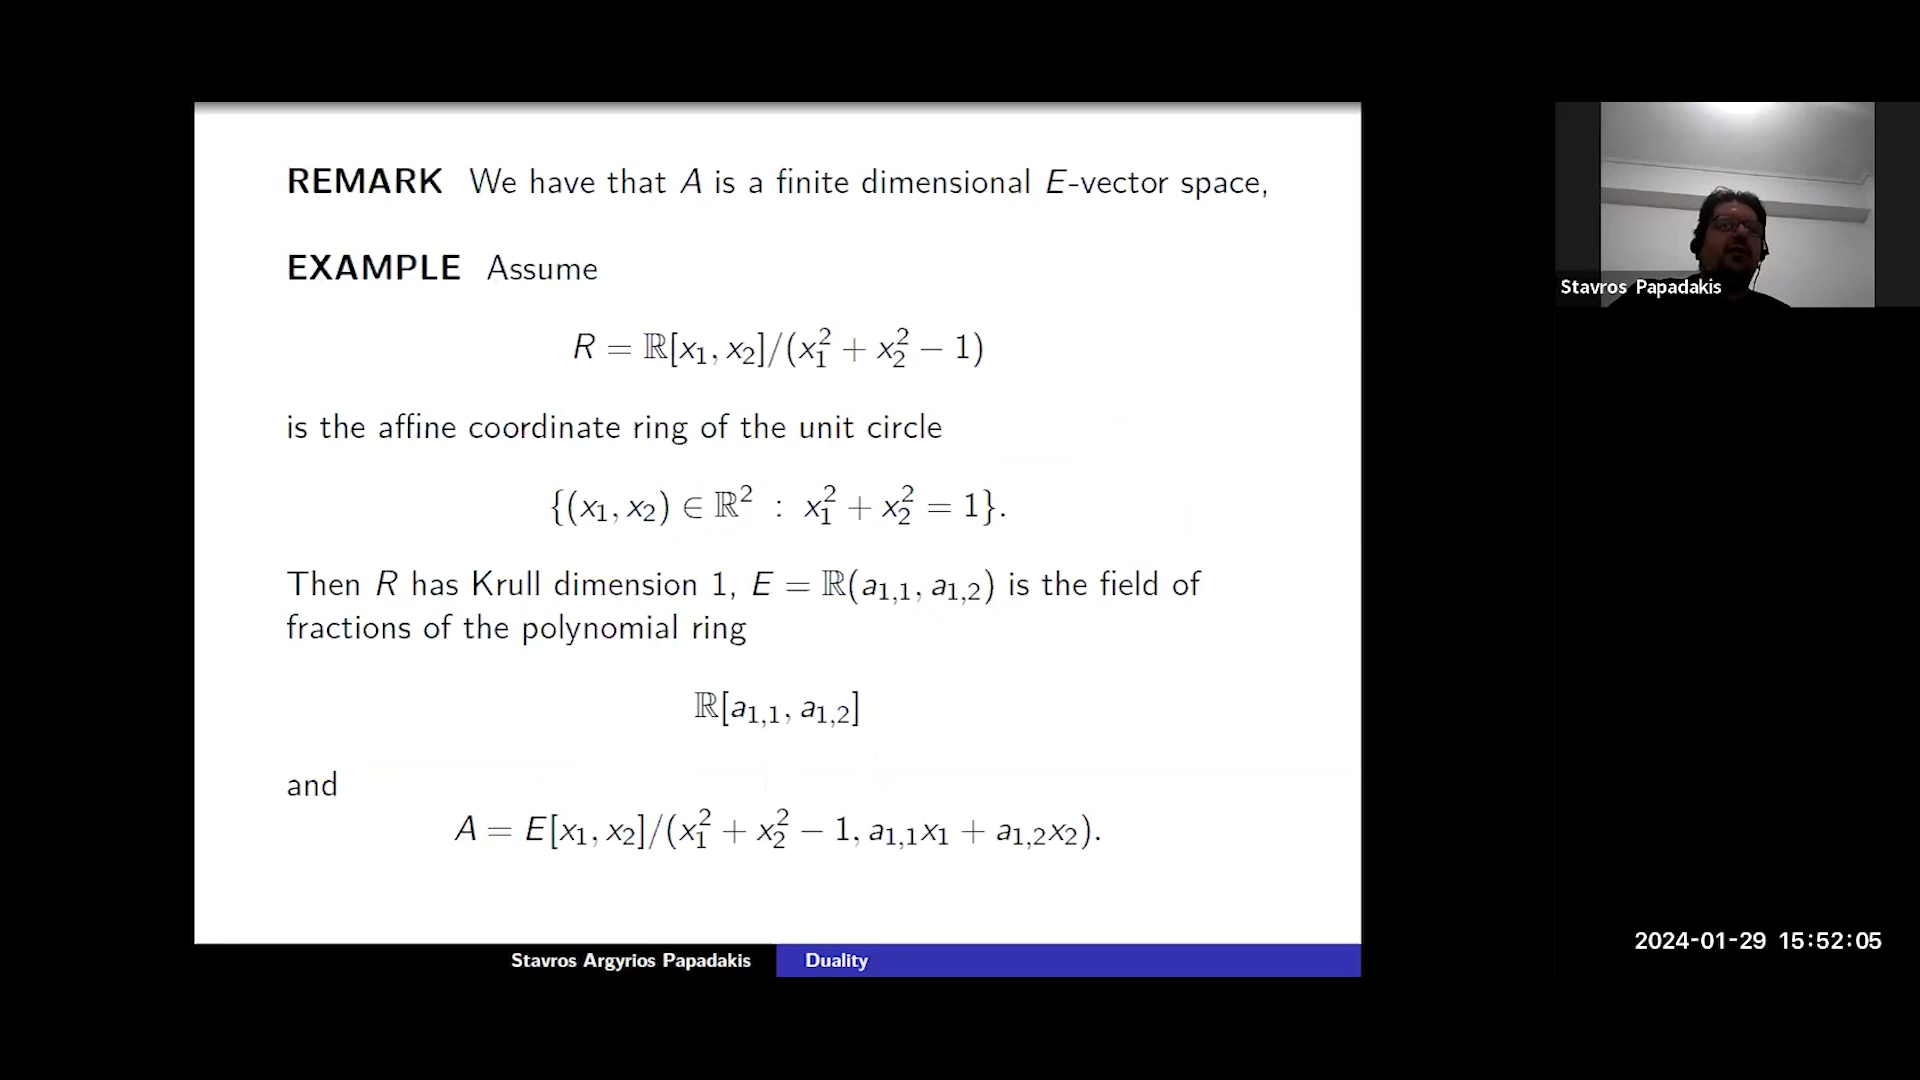 REMARK We have that A is a finite dimensional E-vector space,
EXAMPLE Assume
R = ℝ[x₁, x₂]/(x₁² + x₂² − 1)
is the affine coordinate ring of the unit circle
{(x₁, x₂) ∈ ℝ² : x₁² + x₂² = 1}.
Then R has Krull dimension 1, E = ℝ(a₁,₁, a₁,₂) is the field of
fractions of the polynomial ring
ℝ[a₁,₁, a₁,₂]
and
A = E[x₁, x₂]/(x₁² + x₂² − 1, a₁,₁x₁ + a₁,₂x₂).
Stavros Argyrios Papadakis Duality
Stavros Papadakis
2024-01-29 15:52:05